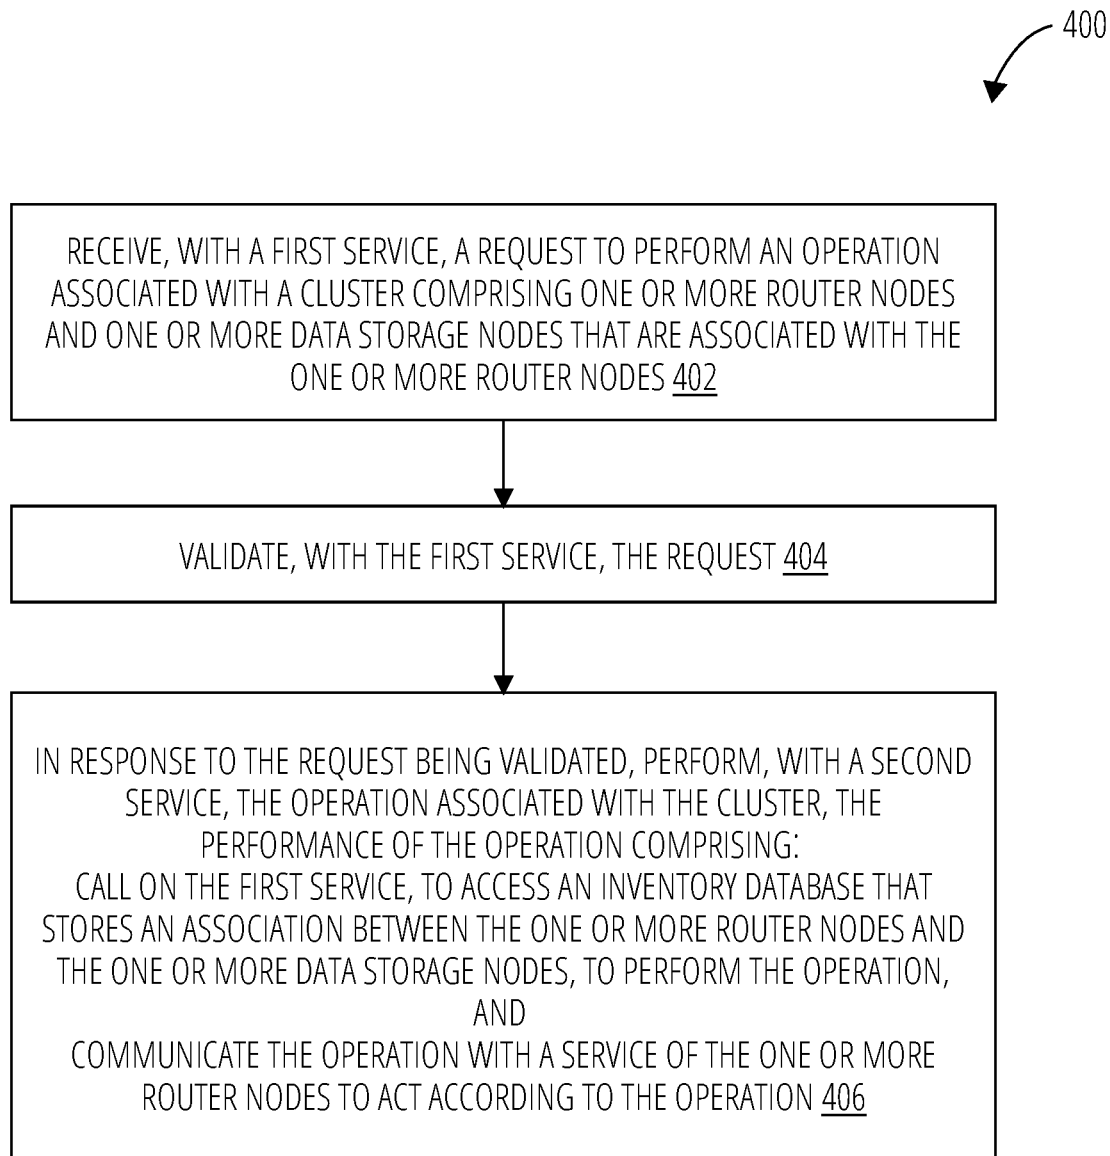 400
RECEIVE, WITH A FIRST SERVICE, A REQUEST TO PERFORM AN OPERATION
ASSOCIATED WITH A CLUSTER COMPRISING ONE OR MORE ROUTER NODES
AND ONE OR MORE DATA STORAGE NODES THAT ARE ASSOCIATED WITH THE
ONE OR MORE ROUTER NODES 402
VALIDATE, WITH THE FIRST SERVICE, THE REQUEST 404
IN RESPONSE TO THE REQUEST BEING VALIDATED, PERFORM, WITH A SECOND
SERVICE, THE OPERATION ASSOCIATED WITH THE CLUSTER, THE
PERFORMANCE OF THE OPERATION COMPRISING:
CALL ON THE FIRST SERVICE, TO ACCESS AN INVENTORY DATABASE THAT
STORES AN ASSOCIATION BETWEEN THE ONE OR MORE ROUTER NODES AND
THE ONE OR MORE DATA STORAGE NODES, TO PERFORM THE OPERATION,
AND
COMMUNICATE THE OPERATION WITH A SERVICE OF THE ONE OR MORE
ROUTER NODES TO ACT ACCORDING TO THE OPERATION 406